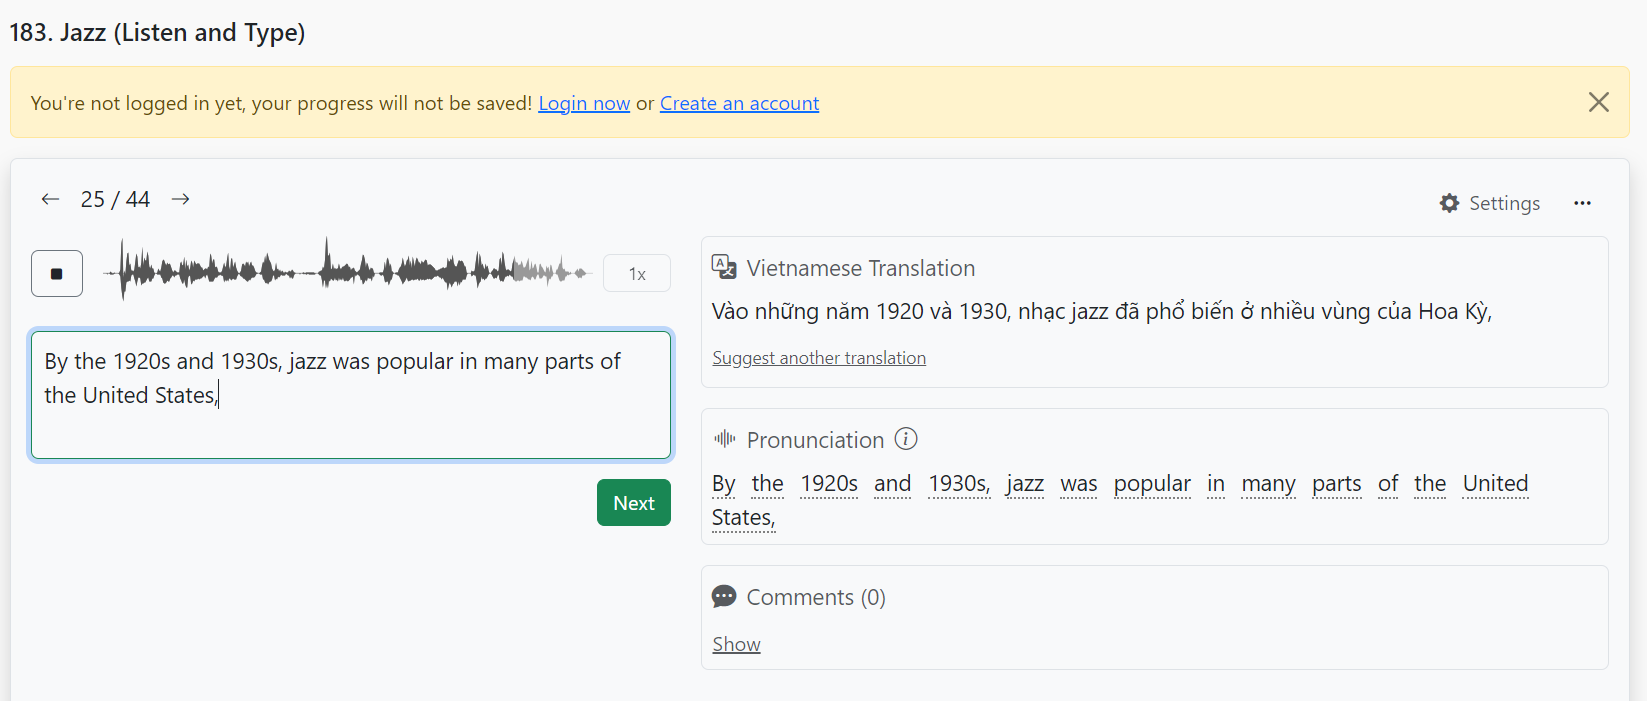 183. Jazz (Listen and Type)
You're not logged in yet, your progress will not be saved! Login now or Create an account
25 / 44
Settings
1x
By the 1920s and 1930s, jazz was popular in many parts of
the United States,
Next
Vietnamese Translation
Vào những năm 1920 và 1930, nhạc jazz đã phổ biến ở nhiều vùng của Hoa Kỳ,
Suggest another translation
Pronunciation
By the 1920s and 1930s, jazz was popular in many parts of the United
States,
Comments (0)
Show